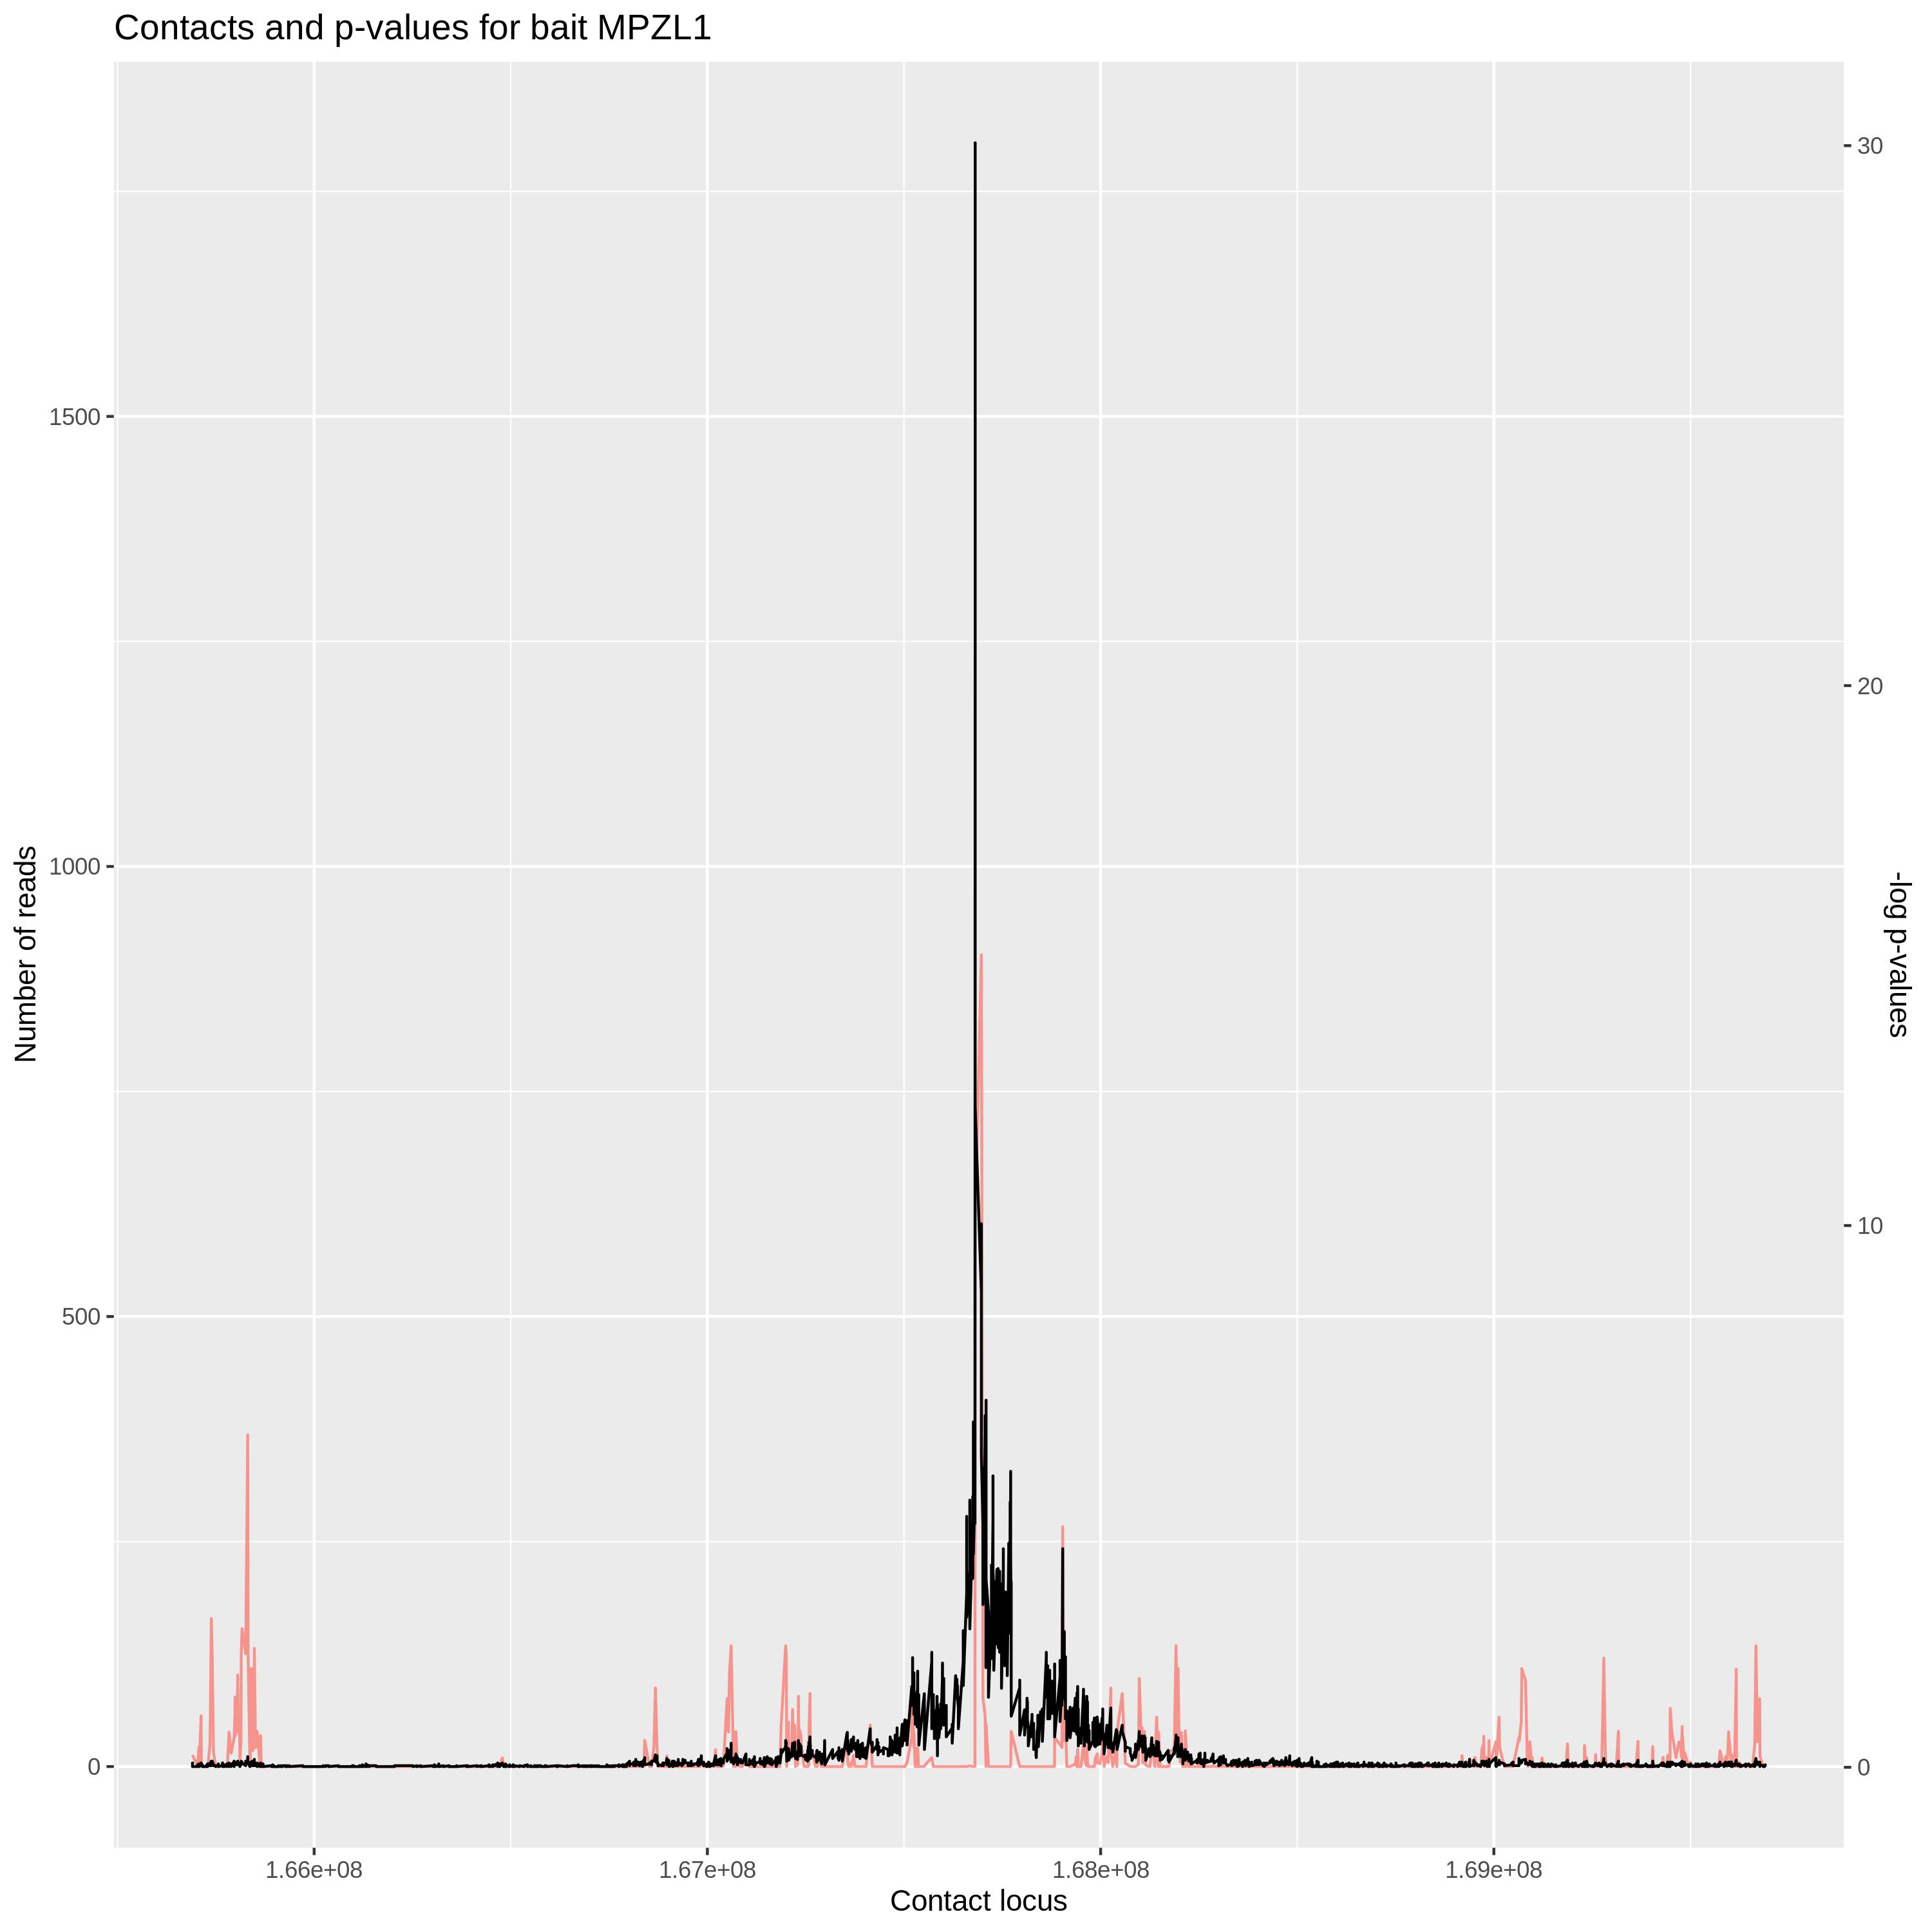 Contacts and p-values for bait MPZL1
30
1500
20
1000
Number of reads
-log p-values
10
500
0
0
1.66e+08
1.67e+08
1.68e+08
1.69e+08
Contact locus